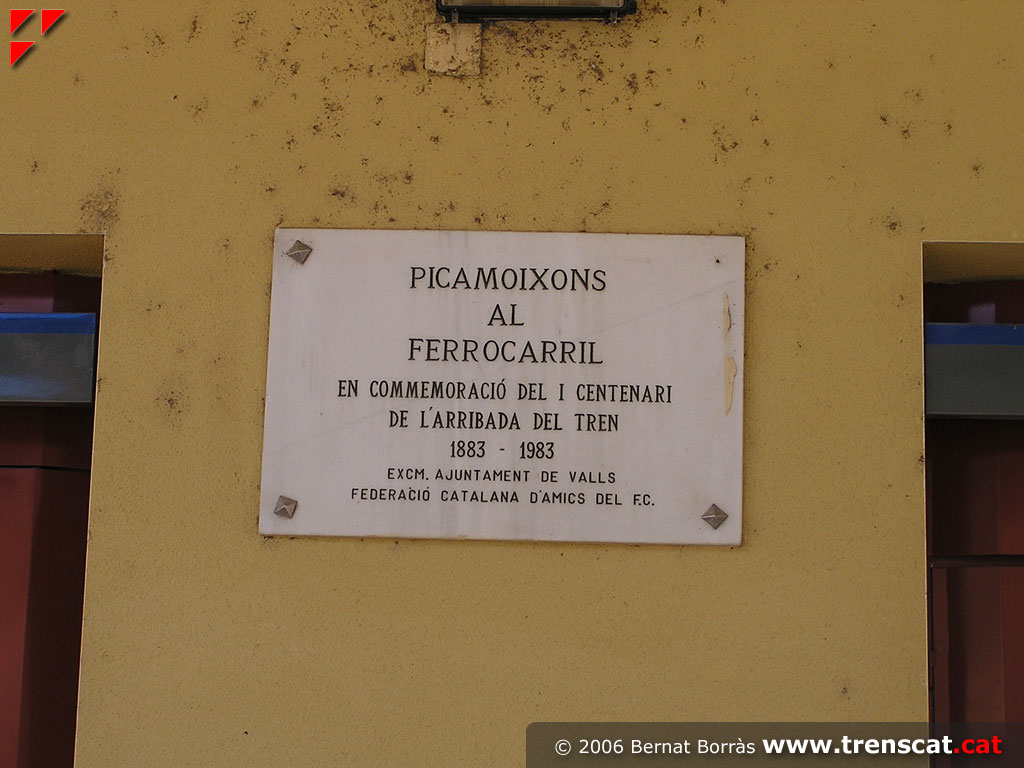 PICAMOIXONS
AL
FERROCARRIL
EN COMMEMORACIÓ DEL I CENTENARI
DE L'ARRIBADA DEL TREN
1883 - 1983
EXCM. AJUNTAMENT DE VALLS
FEDERACIÓ CATALANA D'AMICS DEL F.C.
© 2006 Bernat Borràs www.trenscat.cat